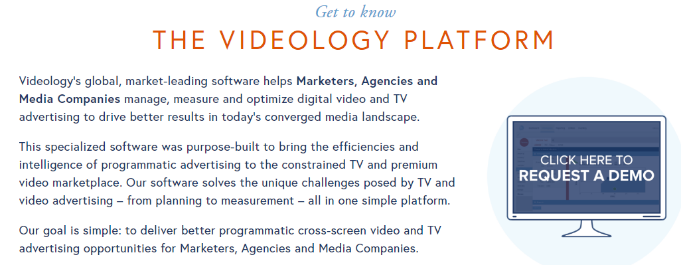 Get to know
THE VIDEOLOGY PLATFORM
Videology's global, market-leading software helps Marketers, Agencies and
Media Companies manage, measure and optimize digital video and TV
advertising to drive better results in today's converged media landscape.
This specialized software was purpose-built to bring the efficiencies and
intelligence of programmatic advertising to the constrained TV and premium
video marketplace. Our software solves the unique challenges posed by TV and
video advertising – from planning to measurement – all in one simple platform.
Our goal is simple: to deliver better programmatic cross-screen video and TV
advertising opportunities for Marketers, Agencies and Media Companies.
CLICK HERE TO
REQUEST A DEMO